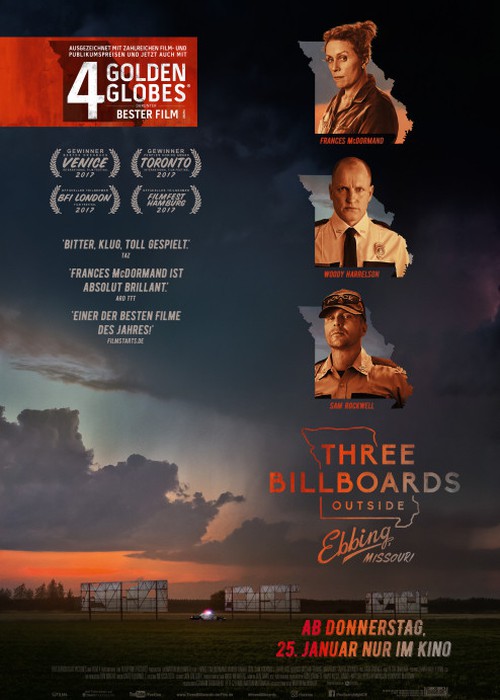 AUSGEZEICHNET MIT ZAHLREICHEN FILM- UND
PUBLIKUMSPREISEN UND JETZT AUCH MIT
4 GOLDEN
GLOBES®
BESTER FILM
GEWINNER
VENICE
2017
GEWINNER
TORONTO
2017
BFI LONDON
2017
FILMFEST
HAMBURG
2017
'BITTER, KLUG, TOLL GESPIELT.'
TAZ
'FRANCES McDORMAND IST
ABSOLUT BRILLANT.'
ARD TTT
'EINER DER BESTEN FILME
DES JAHRES!'
FILMSTARTS.DE
FRANCES McDORMAND
WOODY HARRELSON
SAM ROCKWELL
THREE
BILLBOARDS
OUTSIDE
Ebbing,
MISSOURI
AB DONNERSTAG,
25. JANUAR NUR IM KINO